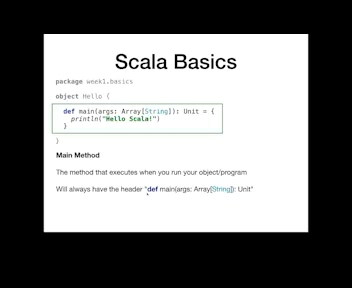 Scala Basics
package week1.basics
object Hello {
def main(args: Array[String]): Unit = {
println("Hello Scala!")
}
}
Main Method
The method that executes when you run your object/program
Will always have the header "def main(args: Array[String]): Unit"